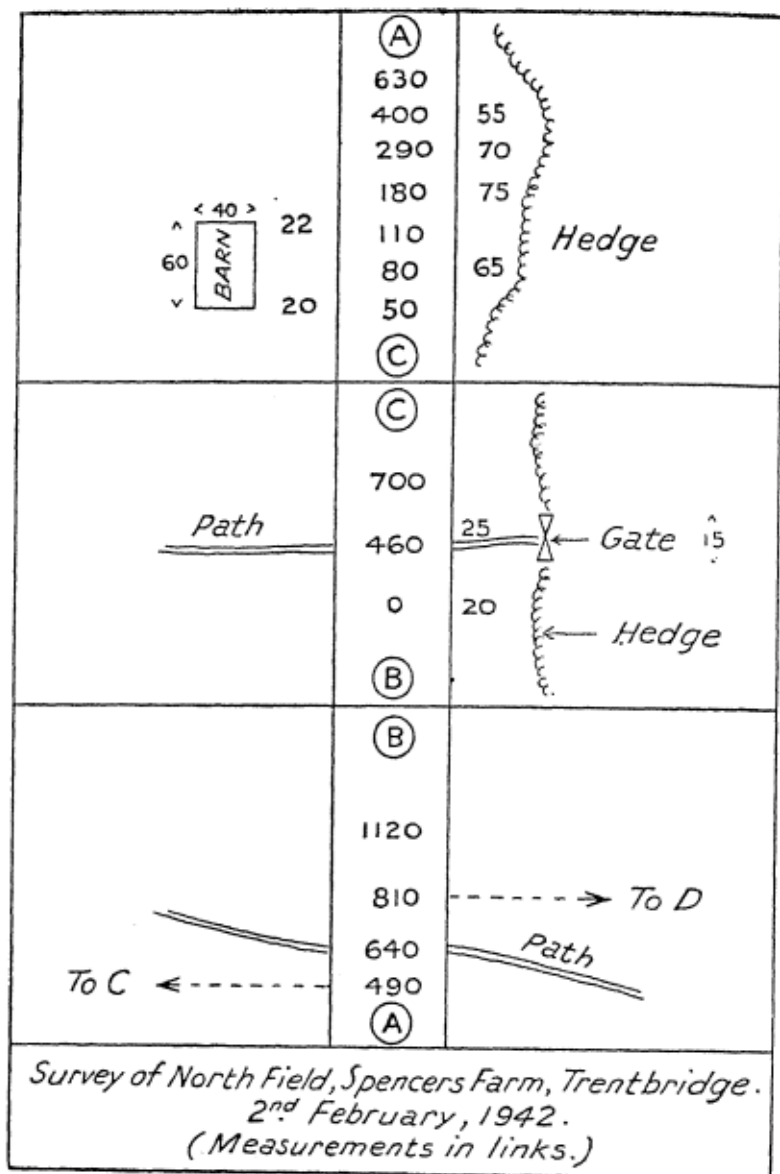 A
630
400 55
290 70
180 75
< 40 > 22
110 Hedge
60 BARN 80 65
20 50
C
C
700
Path 460 25 Gate 15
0 20
Hedge
B
B
1120
810 To D
640 Path
To C 490
A
Survey of North Field, Spencers Farm, Trentbridge.
2nd February, 1942.
(Measurements in links.)